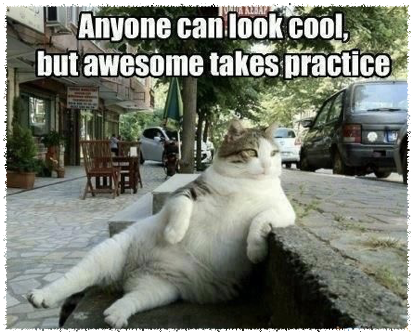 Anyone can look cool,
but awesome takes practice